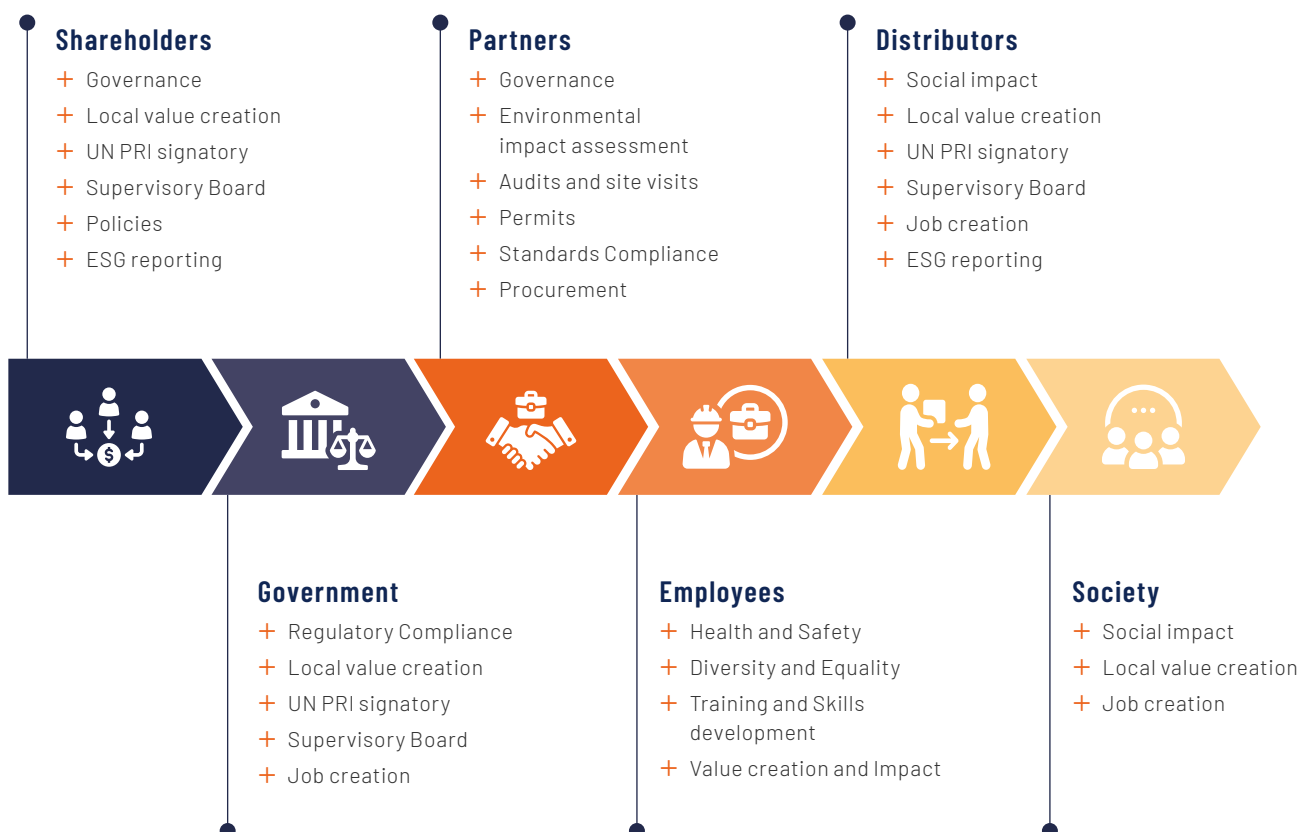 Shareholders
Governance
Local value creation
UN PRI signatory
Supervisory Board
Policies
ESG reporting
Partners
Governance
Environmental
impact assessment
Audits and site visits
Permits
Standards Compliance
Procurement
Distributors
Social impact
Local value creation
UN PRI signatory
Supervisory Board
Job creation
ESG reporting
$
Government
Regulatory Compliance
Local value creation
UN PRI signatory
Supervisory Board
Job creation
Employees
Health and Safety
Diversity and Equality
Training and Skills
development
Value creation and Impact
Society
Social impact
Local value creation
Job creation